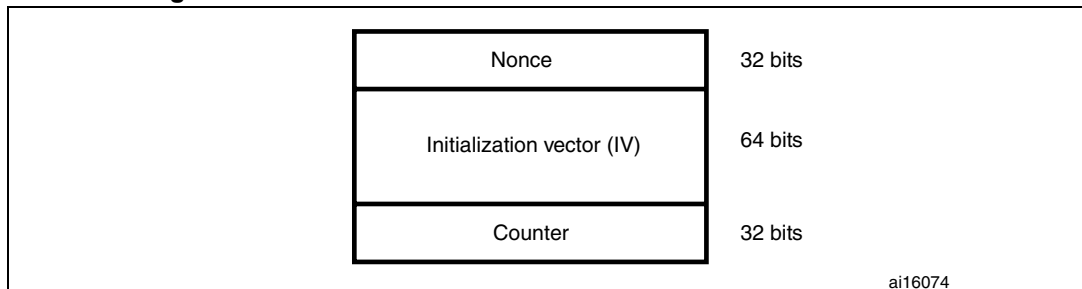 Nonce 32 bits
Initialization vector (IV) 64 bits
Counter 32 bits
ai16074